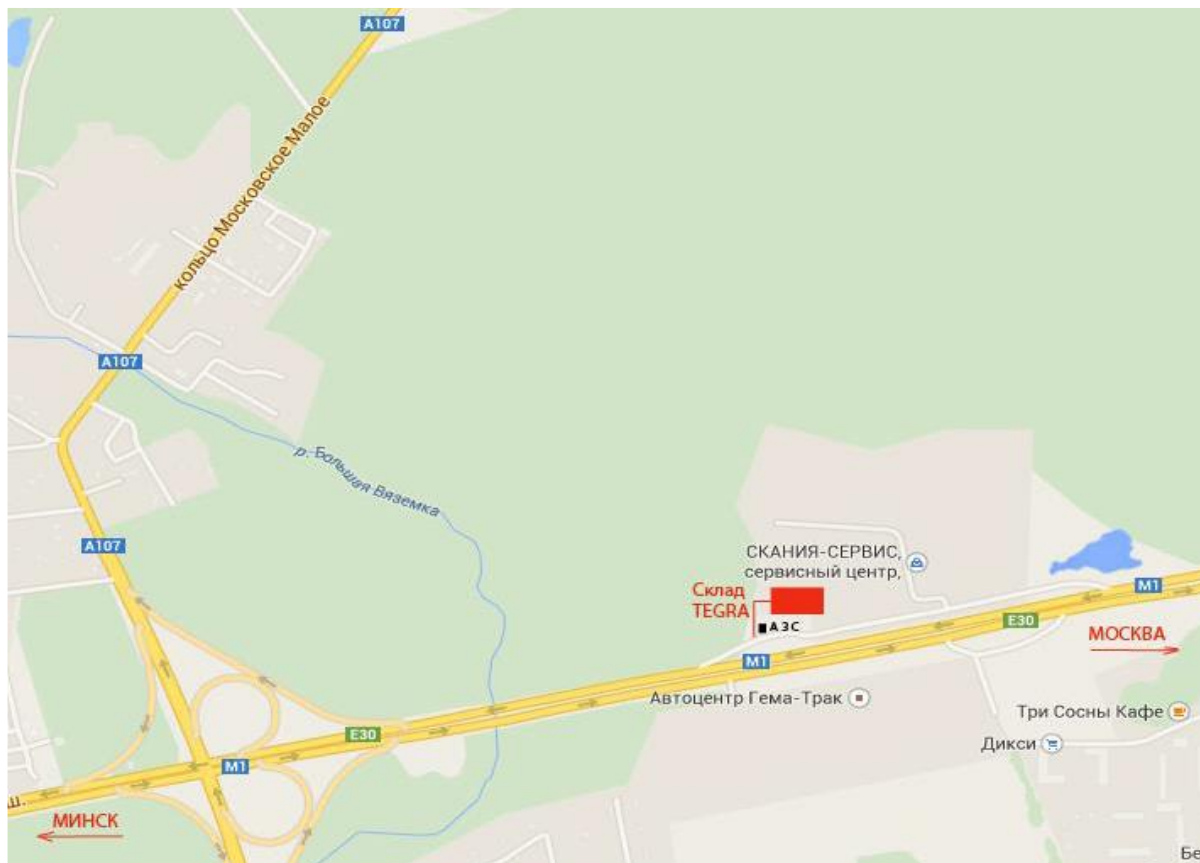 A107
кольцо Московское Малое
A107
р. Большая Вяземка
A107
СКАНИЯ-СЕРВИС,
сервисный центр,
Склад
TEGRA
АЗС
M1
E30
МОСКВА
M1
Автоцентр Гема-Трак
Три Сосны Кафе
E30
Дикси
M1
ш.
МИНСК
Бе